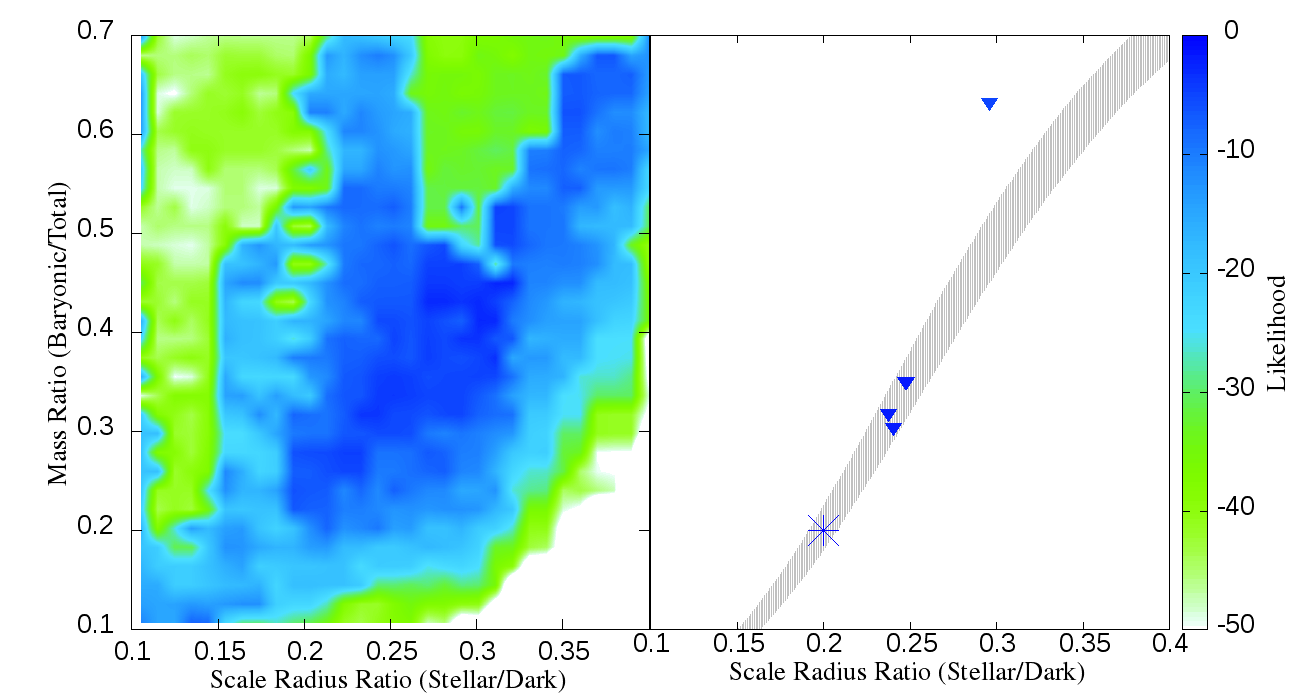 0.7
0.6
0.5
0.4
0.3
0.2
0.1
Mass Ratio (Baryonic/Total)
0.1 0.15 0.2 0.25 0.3 0.35
Scale Radius Ratio (Stellar/Dark)
0.1 0.15 0.2 0.25 0.3 0.35 0.4
Scale Radius Ratio (Stellar/Dark)
0
-10
-20
-30
-40
-50
Likelihood